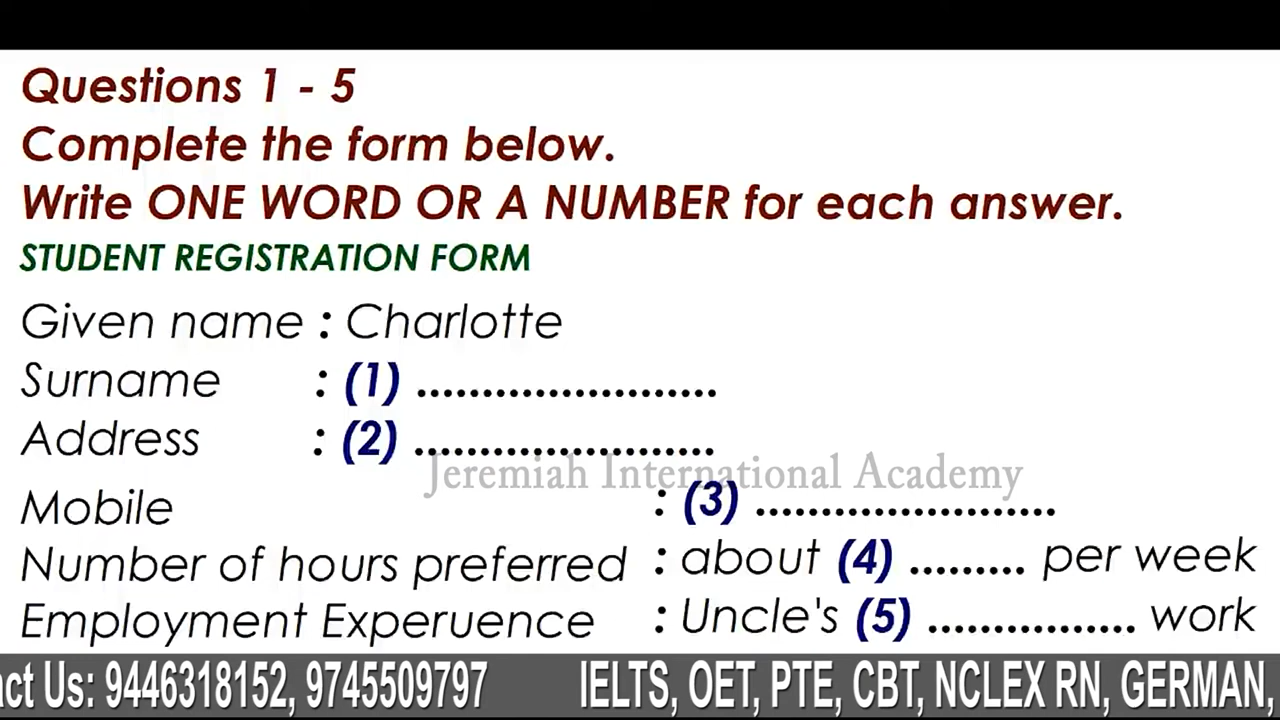 Questions 1 - 5
Complete the form below.
Write ONE WORD OR A NUMBER for each answer.
STUDENT REGISTRATION FORM
Given name : Charlotte
Surname : (1) .......................
Address : (2) .......................
Jeremiah International Academy
Mobile : (3) .......................
Number of hours preferred : about (4) ......... per week
Employment Experuence : Uncle's (5) ................ work
act Us: 9446318152, 9745509797 IELTS, OET, PTE, CBT, NCLEX RN, GERMAN,